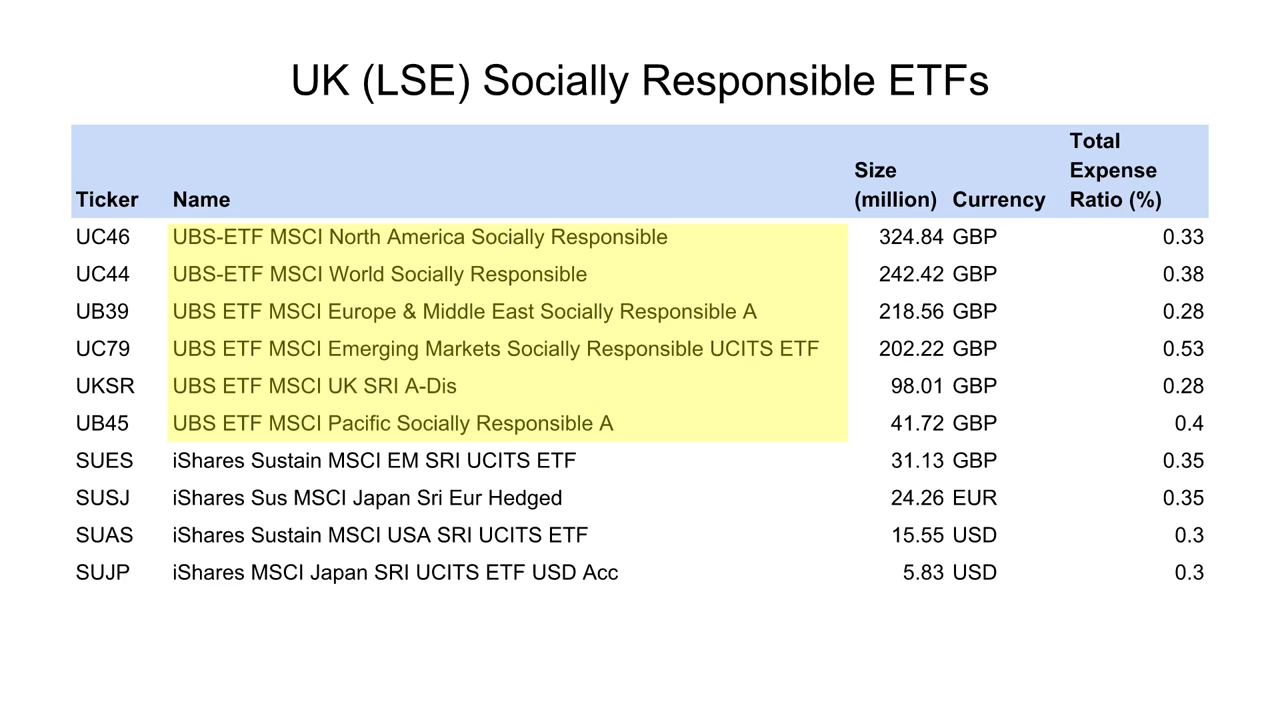 UK (LSE) Socially Responsible ETFs
Total
Size Expense
Ticker Name (million) Currency Ratio (%)
UC46 UBS-ETF MSCI North America Socially Responsible 324.84 GBP 0.33
UC44 UBS-ETF MSCI World Socially Responsible 242.42 GBP 0.38
UB39 UBS ETF MSCI Europe & Middle East Socially Responsible A 218.56 GBP 0.28
UC79 UBS ETF MSCI Emerging Markets Socially Responsible UCITS ETF 202.22 GBP 0.53
UKSR UBS ETF MSCI UK SRI A-Dis 98.01 GBP 0.28
UB45 UBS ETF MSCI Pacific Socially Responsible A 41.72 GBP 0.4
SUES iShares Sustain MSCI EM SRI UCITS ETF 31.13 GBP 0.35
SUSJ iShares Sus MSCI Japan Sri Eur Hedged 24.26 EUR 0.35
SUAS iShares Sustain MSCI USA SRI UCITS ETF 15.55 USD 0.3
SUJP iShares MSCI Japan SRI UCITS ETF USD Acc 5.83 USD 0.3